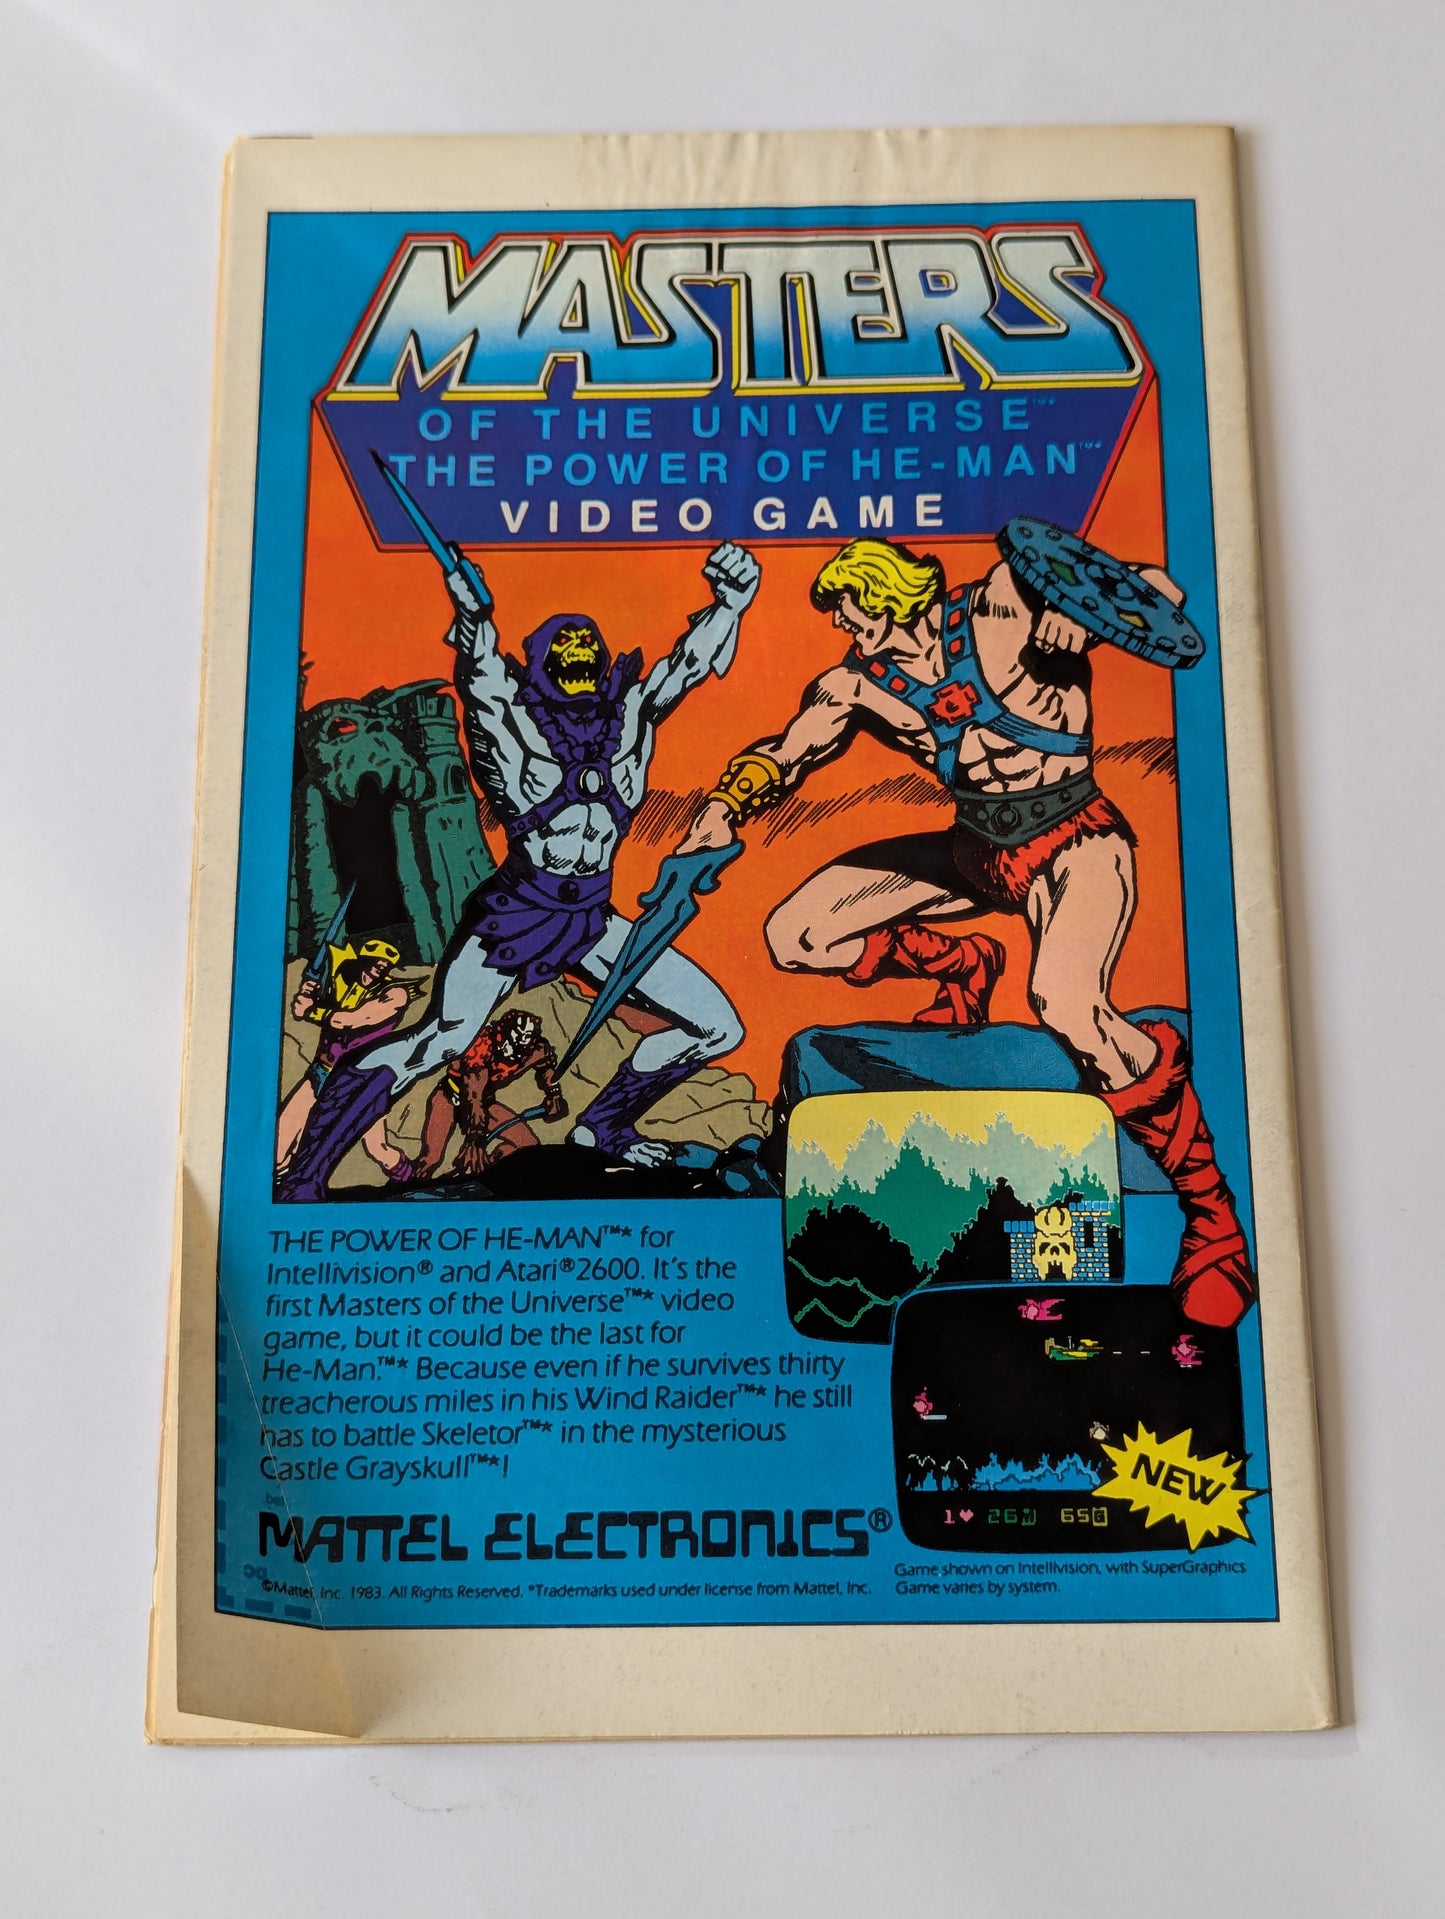 MASTERS
OF THE UNIVERSE™*
THE POWER OF HE-MAN™*
VIDEO GAME
THE POWER OF HE-MAN™* for
Intellivision® and Atari® 2600. It's the
first Masters of the Universe™* video
game, but it could be the last for
He-Man.™* Because even if he survives thirty
treacherous miles in his Wind Raider™* he still
has to battle Skeletor™* in the mysterious
Castle Grayskull™*!
MATTEL ELECTRONICS®
©Mattel, Inc. 1983. All Rights Reserved. *Trademarks used under license from Mattel, Inc.
1♥ 26M 65
NEW
Game shown on Intellivision, with SuperGraphics
Game varies by system.